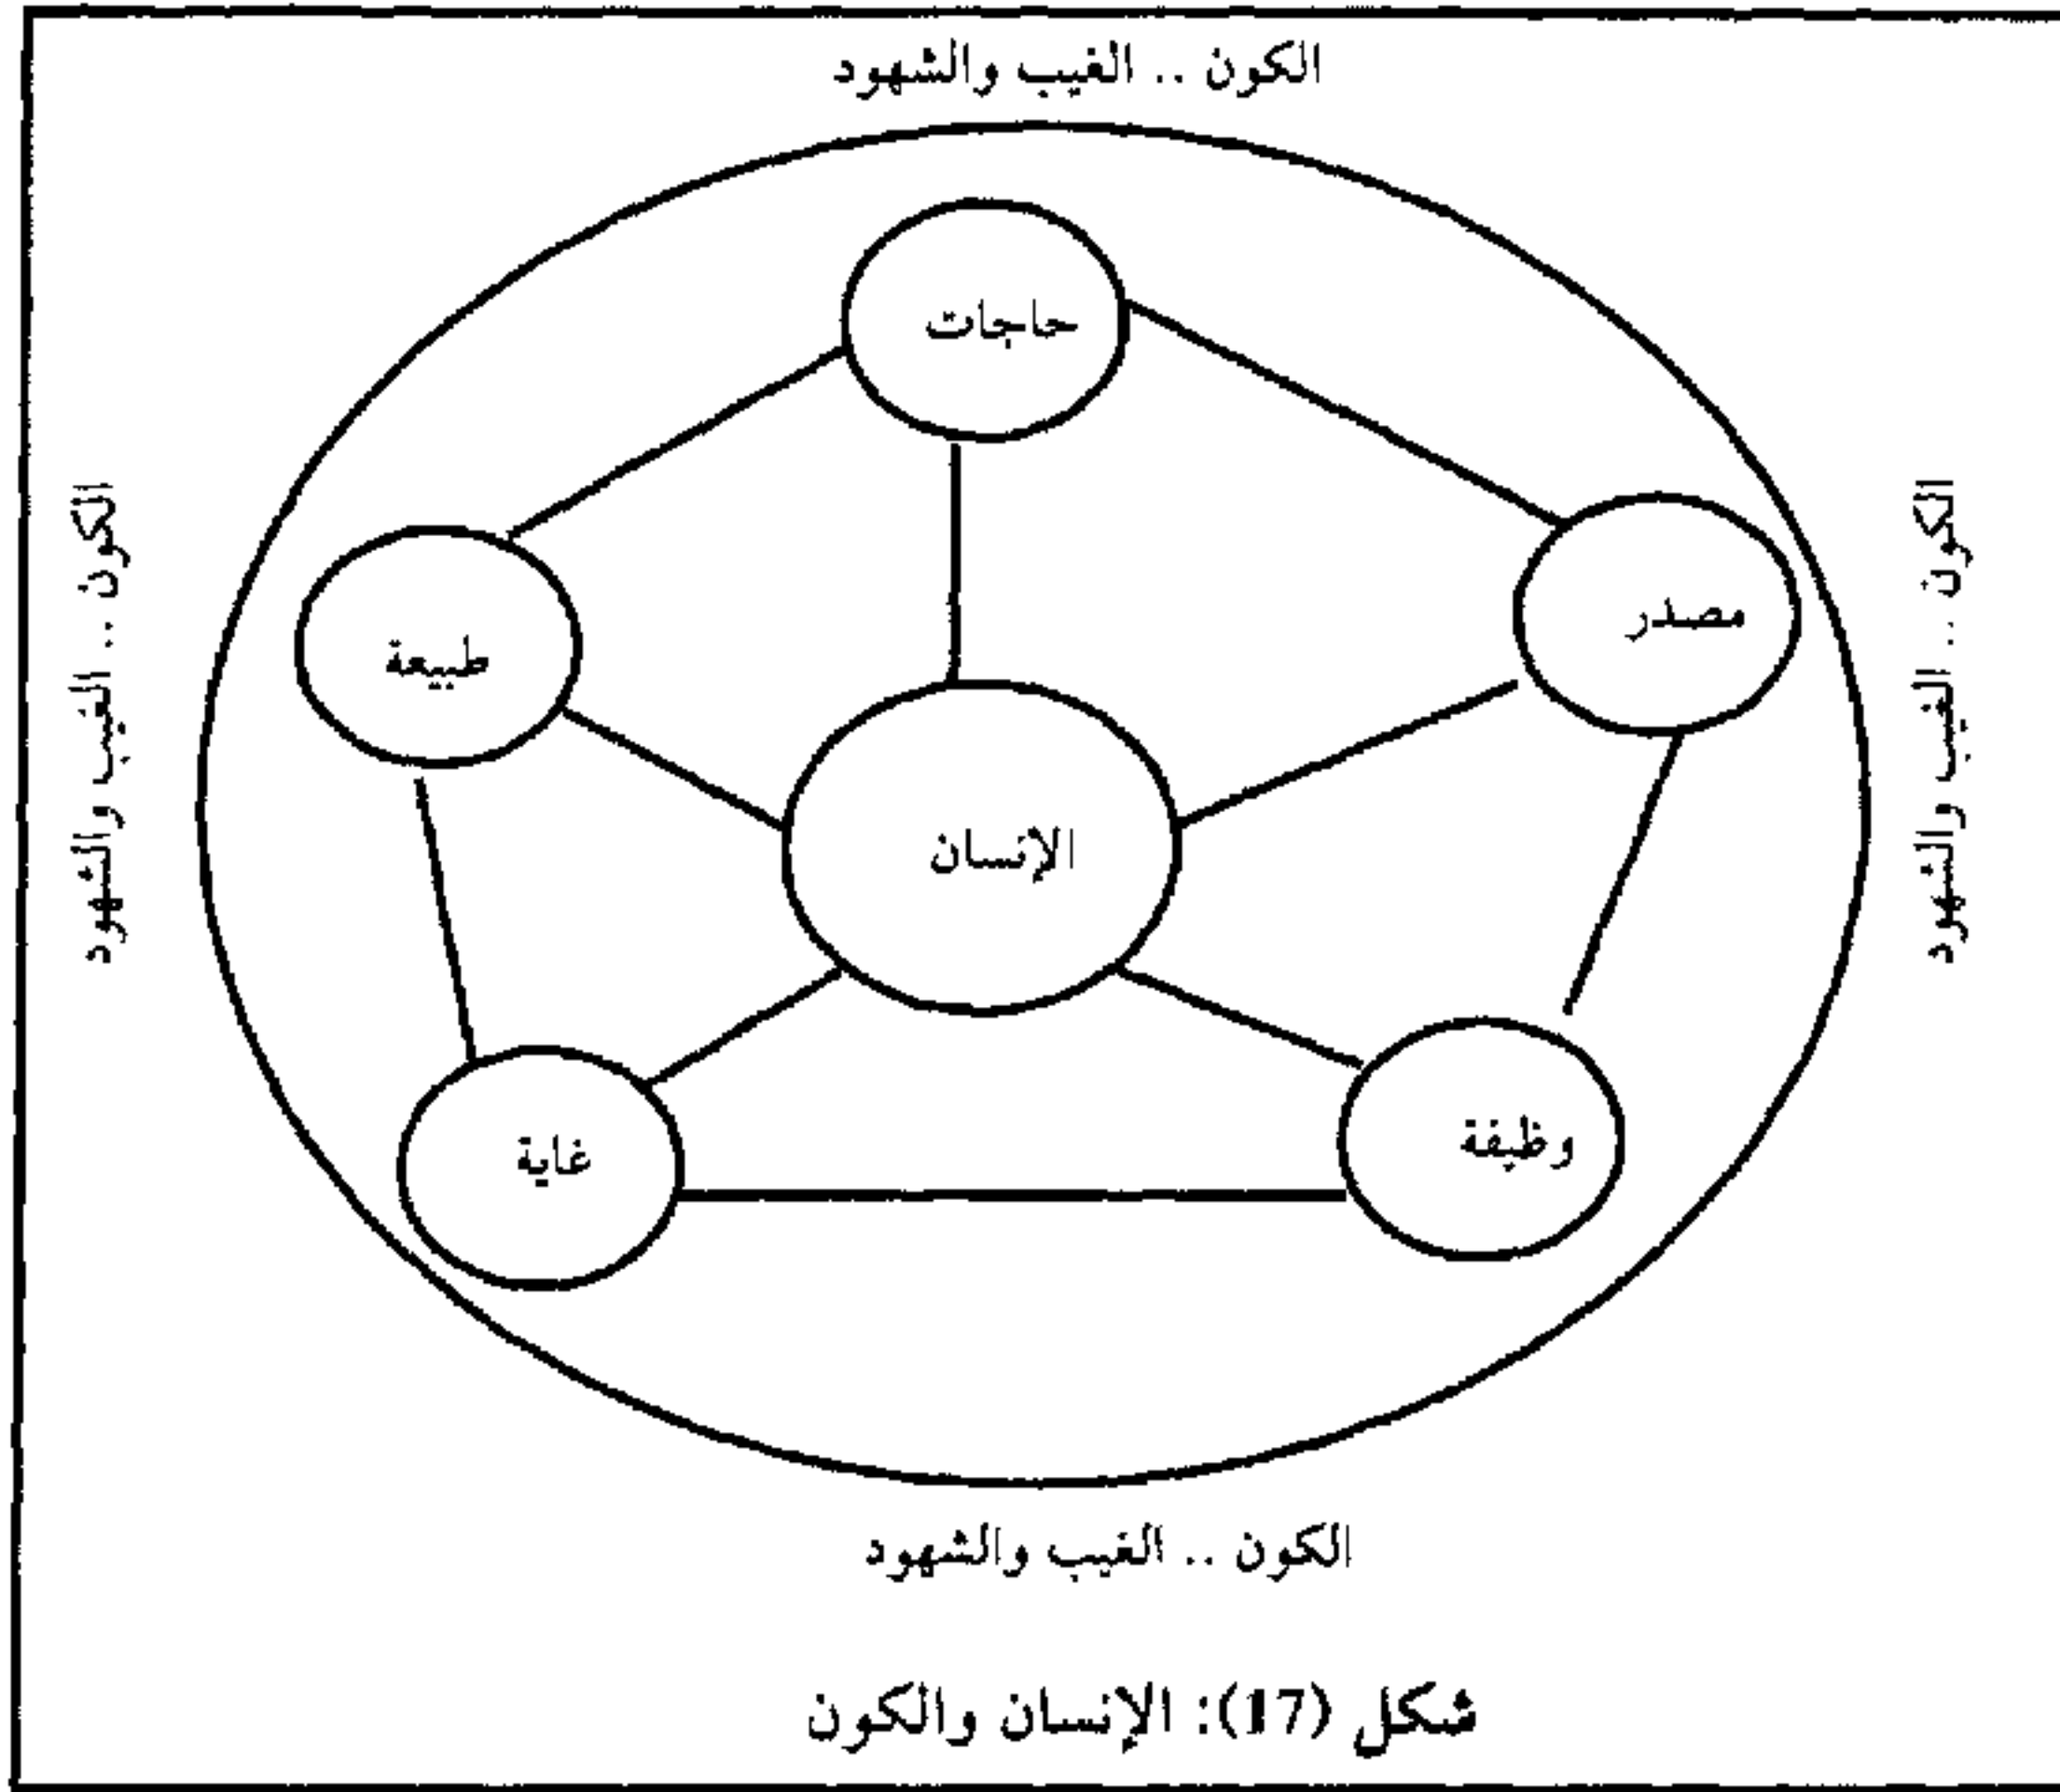 الكون .. الغيب والشهود
حاجات
مصدر
طبيعة
الكون ... الغيب والشهود
الكون ... الغيب والشهود
الإنسان
وظيفة
غاية
الكون .. الغيب والشهود
شكل (17): الإنسان والكون